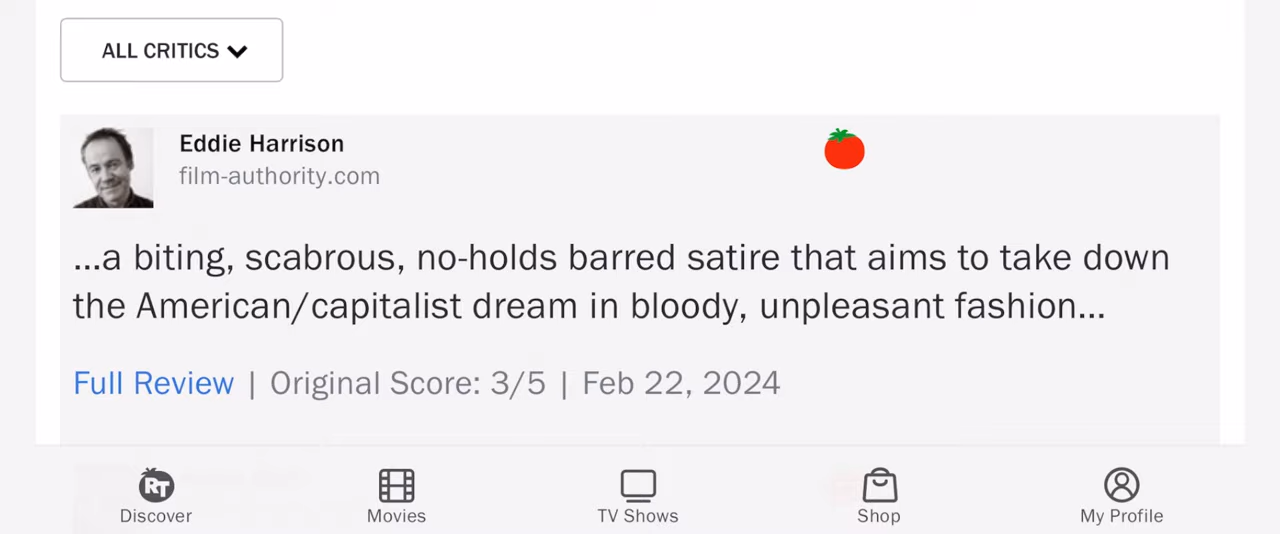 ALL CRITICS
Eddie Harrison
film-authority.com
...a biting, scabrous, no-holds barred satire that aims to take down
the American/capitalist dream in bloody, unpleasant fashion...
Full Review | Original Score: 3/5 | Feb 22, 2024
RT
Discover
Movies
TV Shows
Shop
My Profile